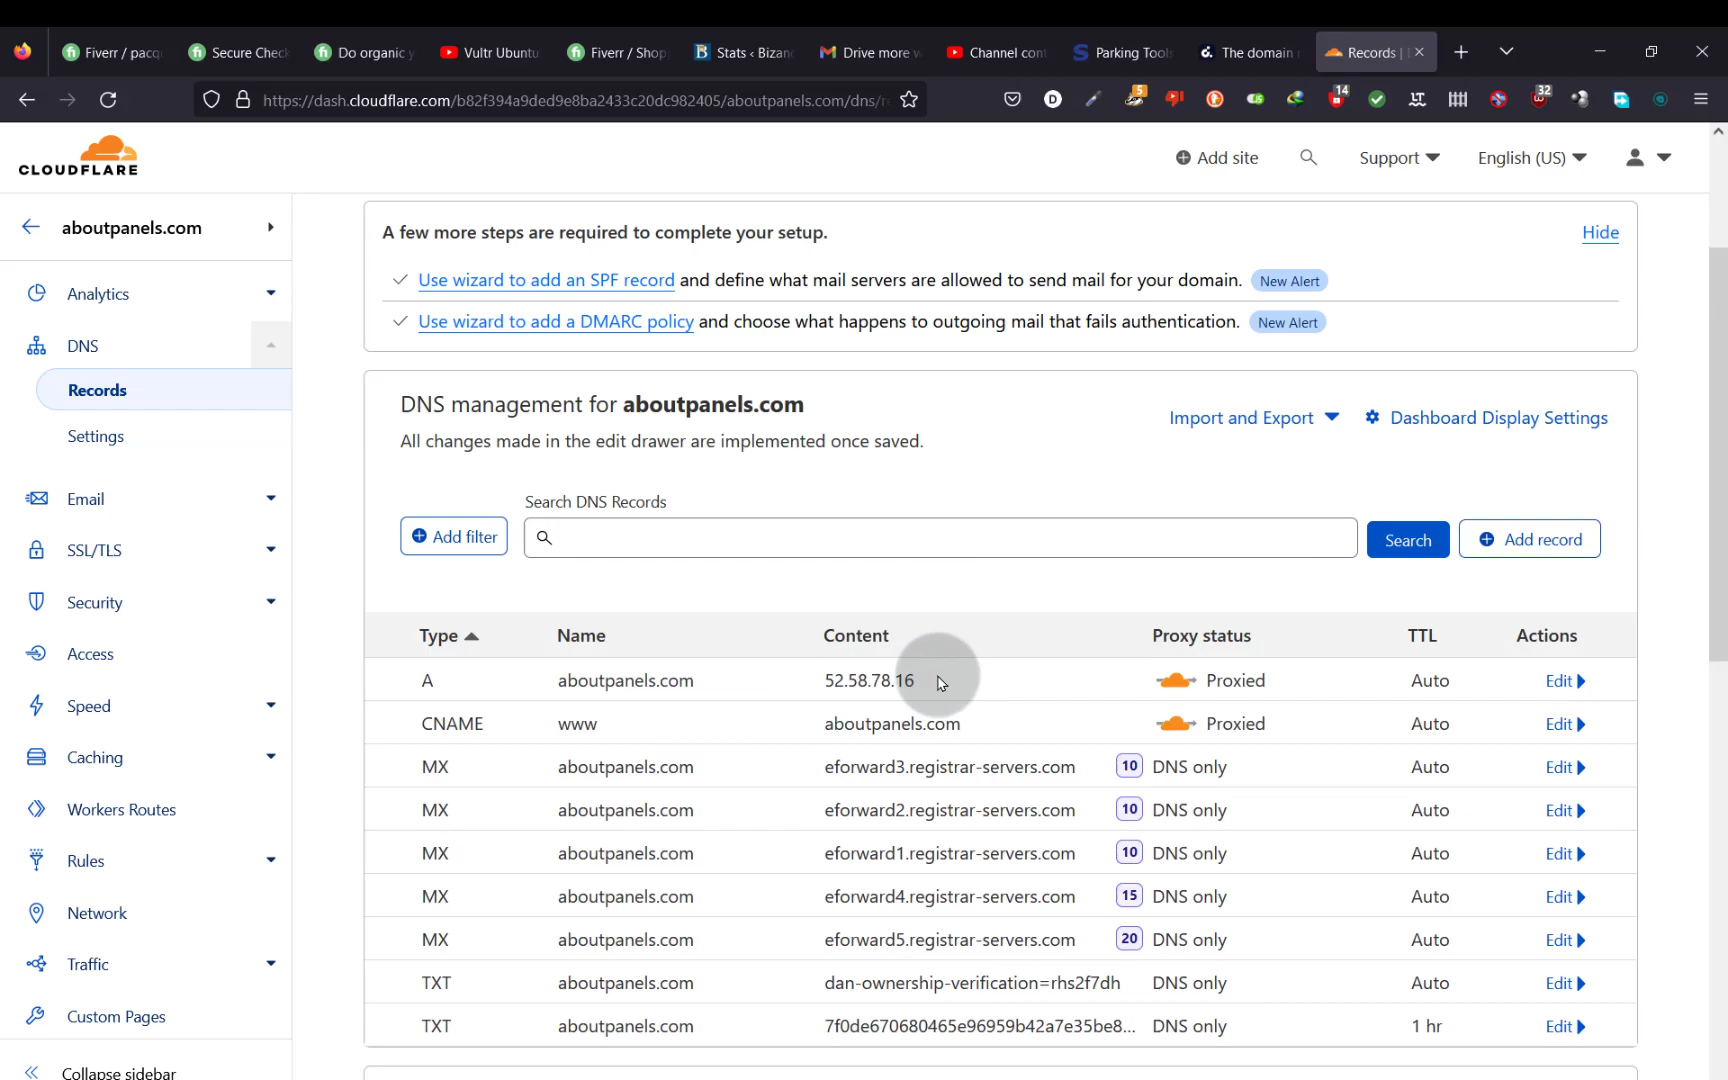 Fiverr / pacq
Secure Check
Do organic y
Vultr Ubuntu
Fiverr / Shop
Stats ‹ Bizan
Drive more w
Channel cont
Parking Tools
The domain
Records |
https://dash.cloudflare.com/b82f394a9ded9e8ba2433c20dc982405/aboutpanels.com/dns/r
5
14
32
CLOUDFLARE
Add site
Support
English (US)
aboutpanels.com
Analytics
DNS
Records
Settings
Email
SSL/TLS
Security
Access
Speed
Caching
Workers Routes
Rules
Network
Traffic
Custom Pages
Collapse sidebar
A few more steps are required to complete your setup.
Hide
Use wizard to add an SPF record and define what mail servers are allowed to send mail for your domain. New Alert
Use wizard to add a DMARC policy and choose what happens to outgoing mail that fails authentication. New Alert
DNS management for aboutpanels.com
All changes made in the edit drawer are implemented once saved.
Import and Export
Dashboard Display Settings
Search DNS Records
Add filter
Search
Add record
Type Name Content Proxy status TTL Actions
A aboutpanels.com 52.58.78.16 Proxied Auto Edit
CNAME www aboutpanels.com Proxied Auto Edit
MX aboutpanels.com eforward3.registrar-servers.com 10 DNS only Auto Edit
MX aboutpanels.com eforward2.registrar-servers.com 10 DNS only Auto Edit
MX aboutpanels.com eforward1.registrar-servers.com 10 DNS only Auto Edit
MX aboutpanels.com eforward4.registrar-servers.com 15 DNS only Auto Edit
MX aboutpanels.com eforward5.registrar-servers.com 20 DNS only Auto Edit
TXT aboutpanels.com dan-ownership-verification=rhs2f7dh DNS only Auto Edit
TXT aboutpanels.com 7f0de670680465e96959b42a7e35be8... DNS only 1 hr Edit